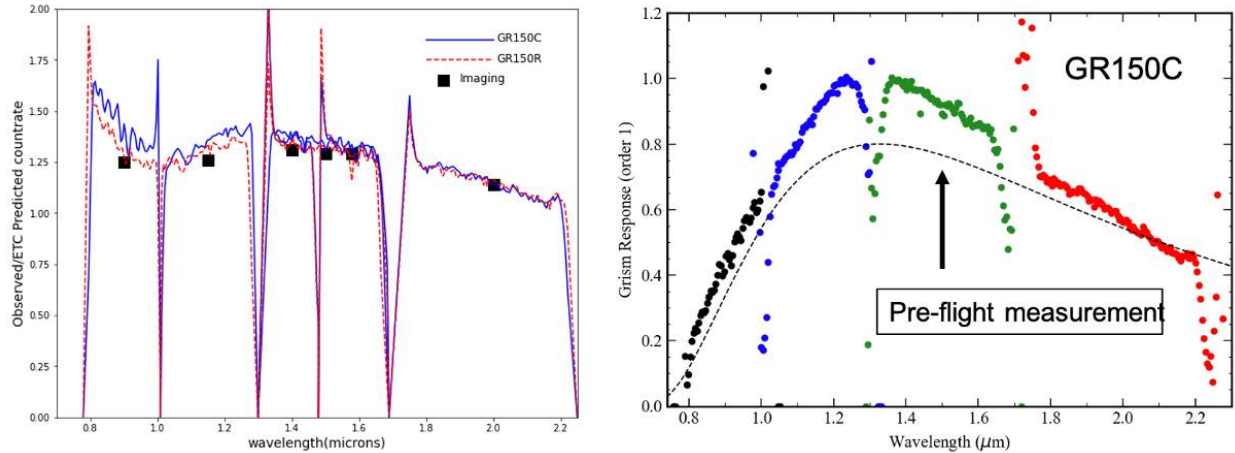 2.00
1.75
1.50
1.25
1.00
0.75
0.50
0.25
0.00
Observed/ETC Predicted countrate
GR150C
GR150R
Imaging
0.8 1.0 1.2 1.4 1.6 1.8 2.0 2.2
wavelength(microns)
1.2
1.0
0.8
0.6
0.4
0.2
0.0
Grism Response (order 1)
GR150C
Pre-flight measurement
0.8 1.0 1.2 1.4 1.6 1.8 2.0 2.2
Wavelength (μm)